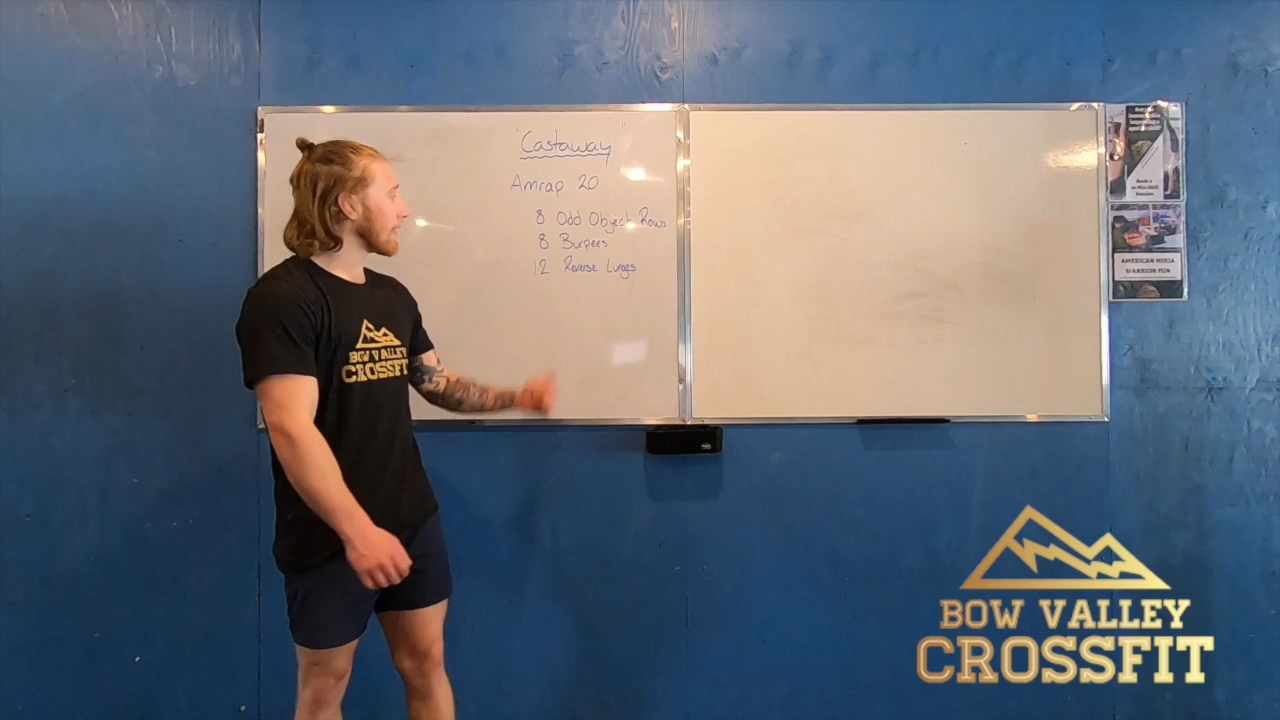 "Castaway"
Amrap 20
8 Odd Object Rows
8 Burpees
12 Reverse Lunges
BOW VALLEY
CROSSFIT
AMERICAN NINJA
WARRIOR FUN
BOW VALLEY
CROSSFIT